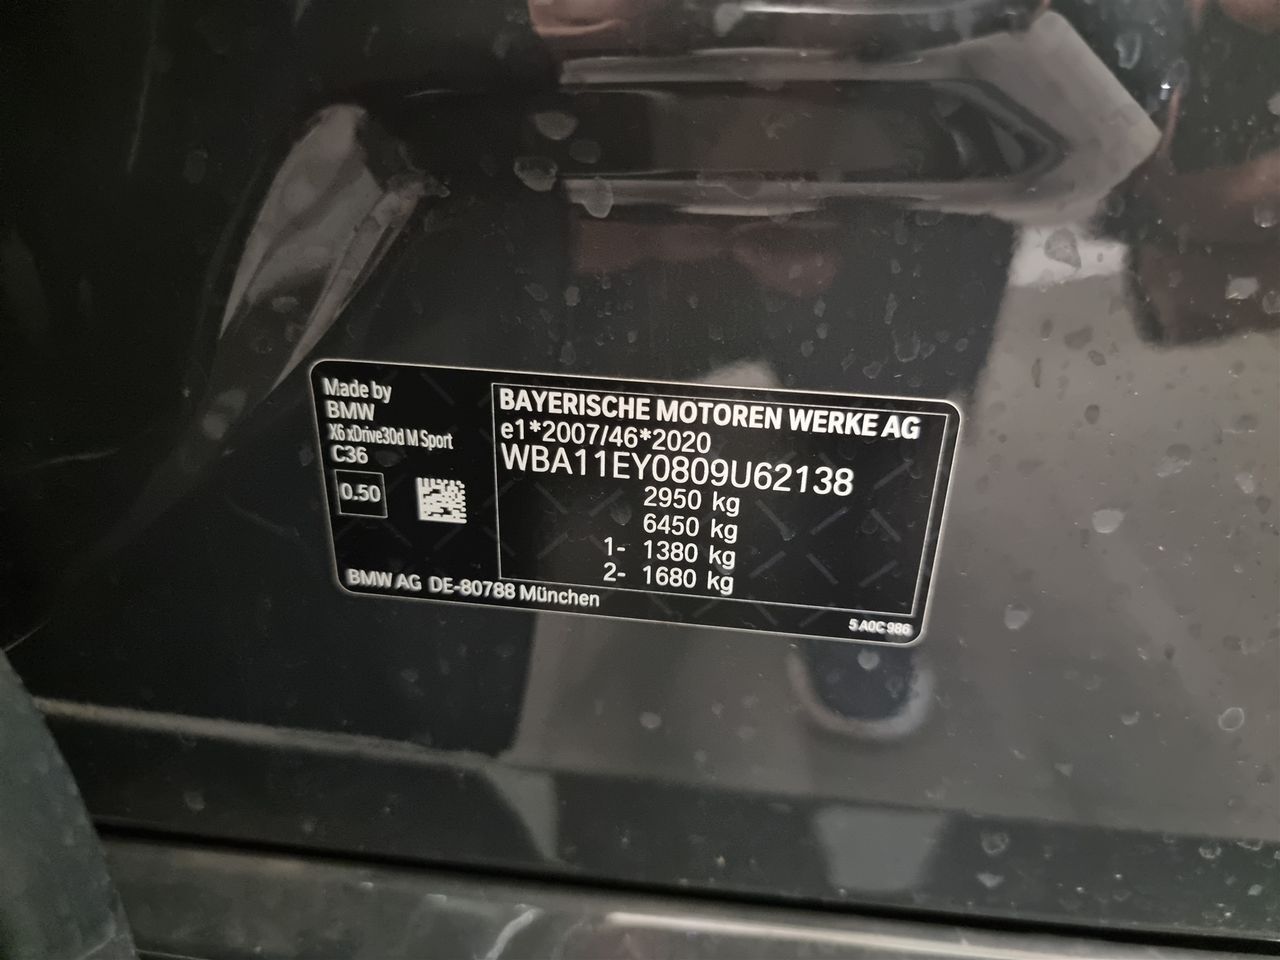 Made by
BMW
X6 xDrive30d M Sport
C36
0.50
BAYERISCHE MOTOREN WERKE AG
e1*2007/46*2020
WBA11EY0809U62138
2950 kg
6450 kg
1- 1380 kg
2- 1680 kg
BMW AG DE-80788 München
5 A0C 986